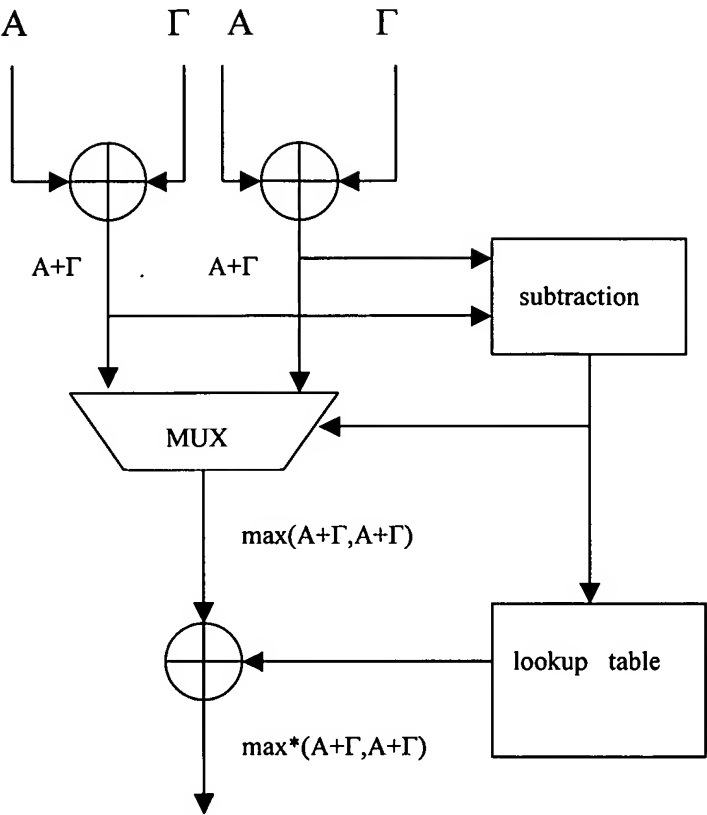 Α Γ Α Γ
Α+Γ Α+Γ
subtraction
MUX
max(Α+Γ,Α+Γ)
lookup table
max*(Α+Γ,Α+Γ)